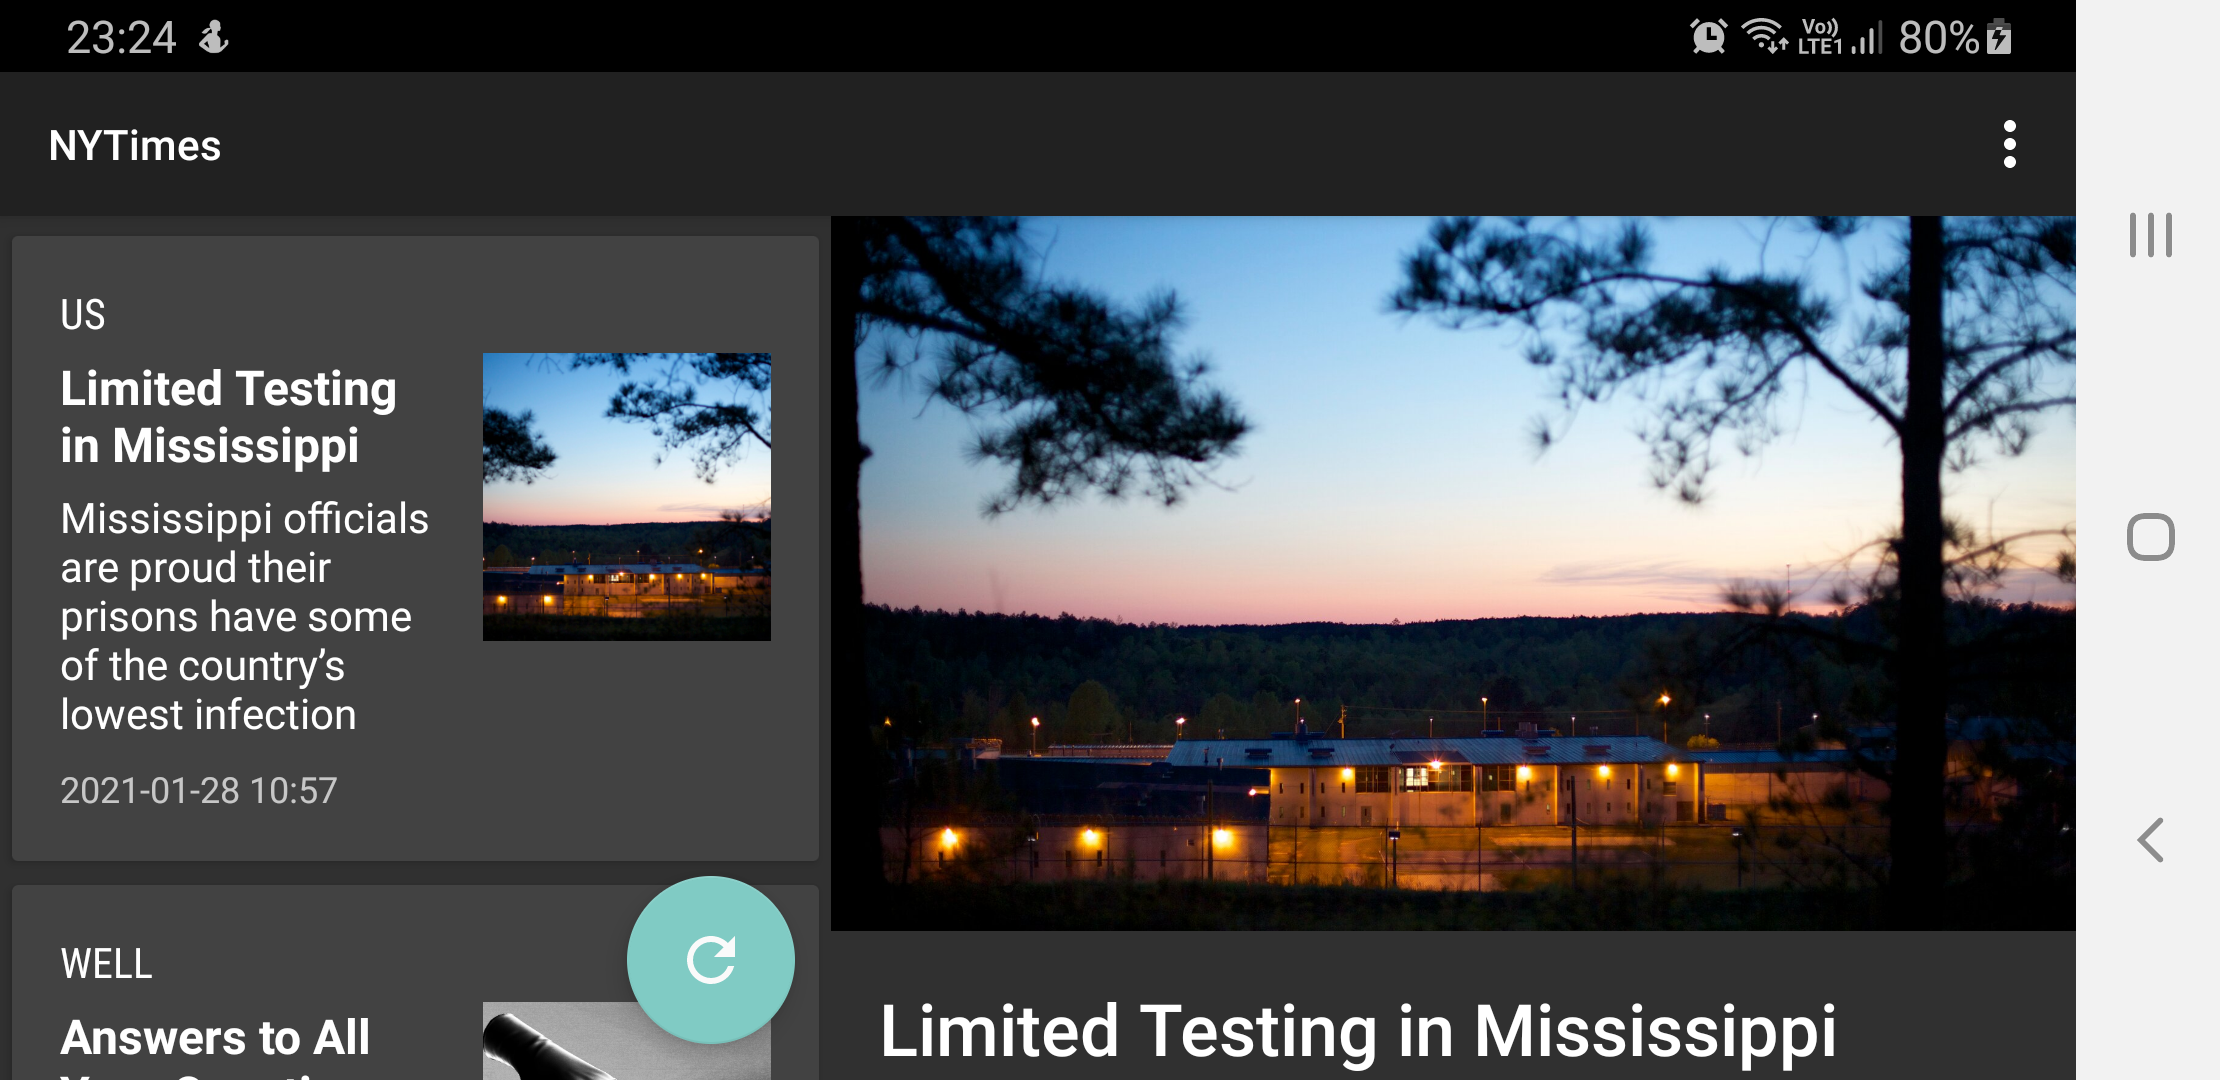 23:24
Vo)) LTE1 80%
NYTimes
US
Limited Testing
in Mississippi
Mississippi officials
are proud their
prisons have some
of the country’s
lowest infection
2021-01-28 10:57
WELL
Answers to All
Limited Testing in Mississippi